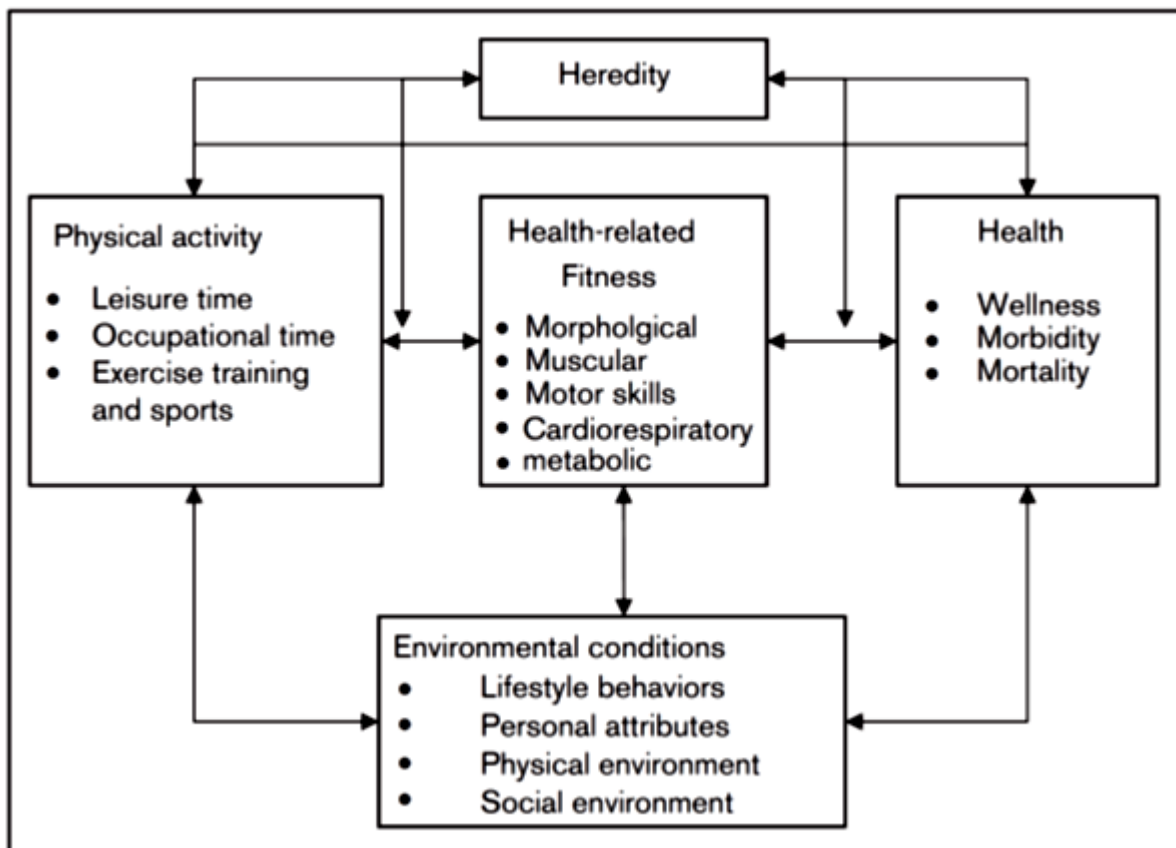 Heredity
Physical activity
• Leisure time
• Occupational time
• Exercise training
and sports
Health-related
Fitness
• Morpholgical
• Muscular
• Motor skills
• Cardiorespiratory
• metabolic
Health
• Wellness
• Morbidity
• Mortality
Environmental conditions
• Lifestyle behaviors
• Personal attributes
• Physical environment
• Social environment